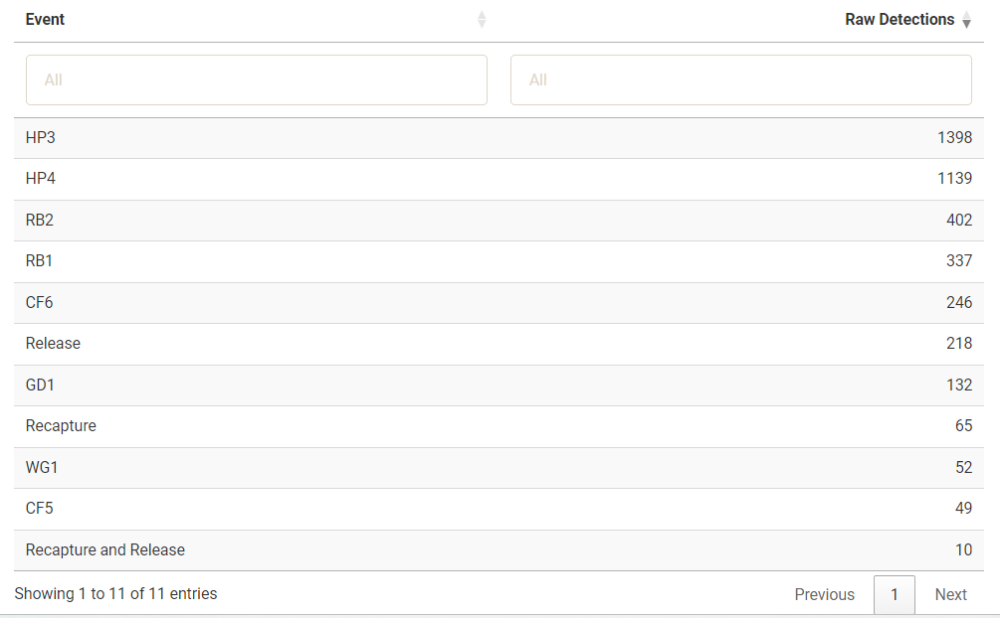 Event Raw Detections
All All
HP3 1398
HP4 1139
RB2 402
RB1 337
CF6 246
Release 218
GD1 132
Recapture 65
WG1 52
CF5 49
Recapture and Release 10
Showing 1 to 11 of 11 entries Previous 1 Next